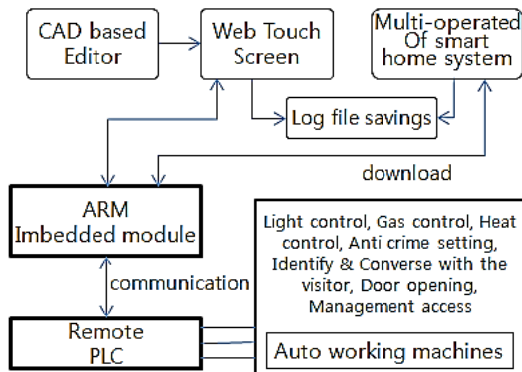 CAD based
Editor
Web Touch
Screen
Multi-operated
Of smart
home system
Log file savings
download
ARM
Imbedded module
communication
Remote
PLC
Light control, Gas control, Heat
control, Anti crime setting,
Identify & Converse with the
visitor, Door opening,
Management access
Auto working machines